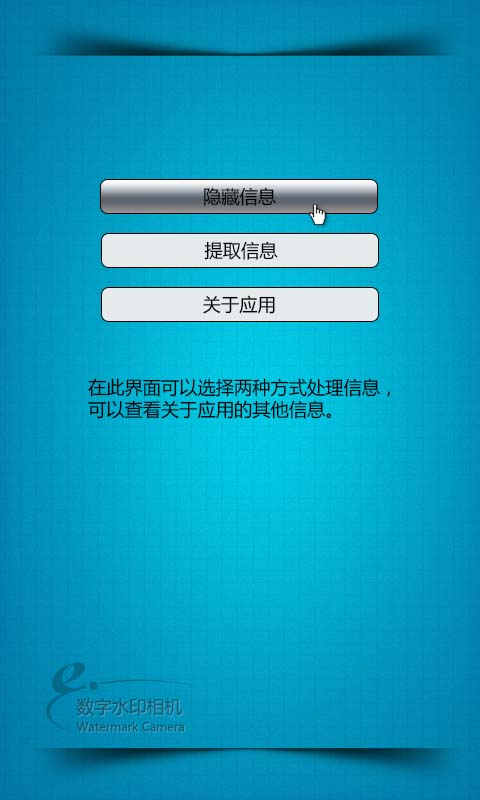 隐藏信息
提取信息
关于应用
在此界面可以选择两种方式处理信息，
可以查看关于应用的其他信息。
e.
数字水印相机
Watermark Camera